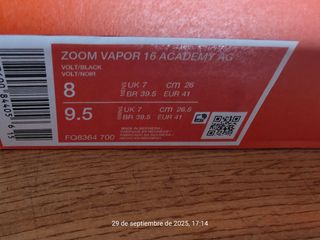 ZOOM VAPOR 16 ACADEMY AG
VOLT/BLACK
VOLT/NOIR
8
UK 7
cm 26
BR 39.5
EUR 41
9.5
UK 7
cm 26.5
BR 39.5
EUR 41
FQ8364 700
29 de septiembre de 2025, 17:14